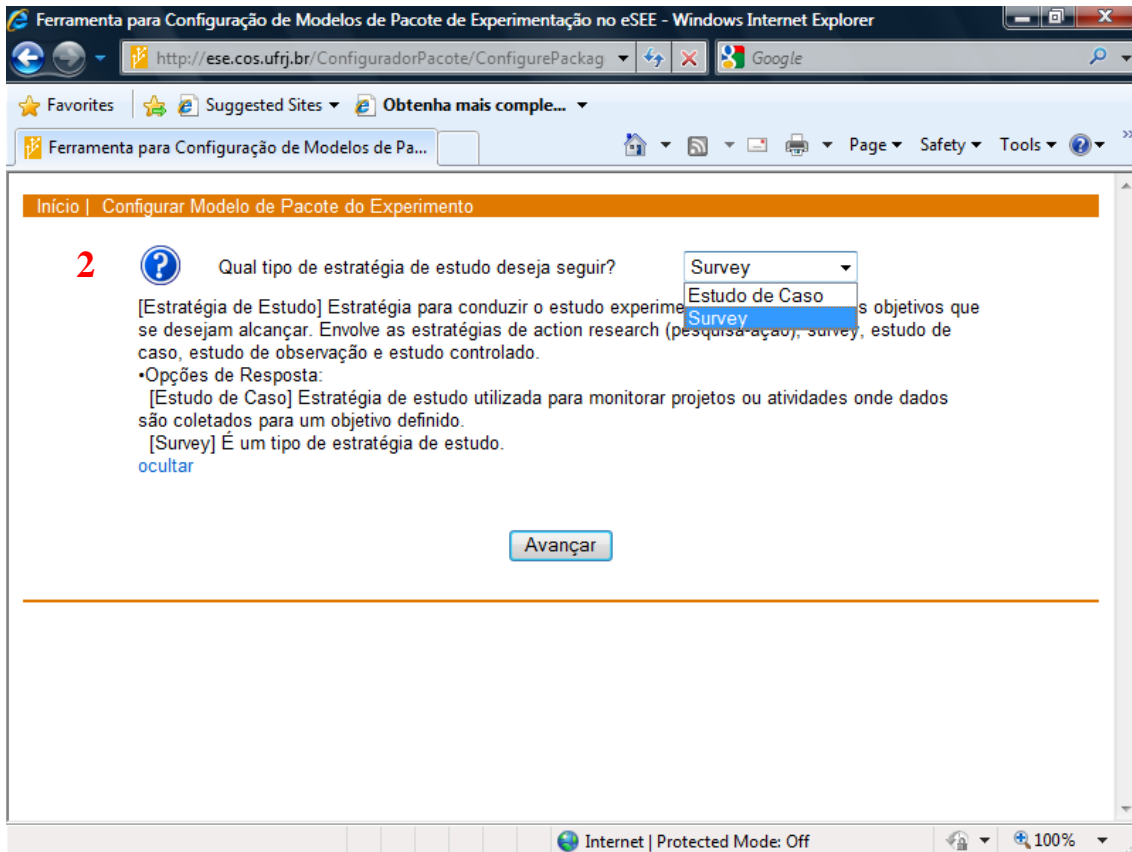 Ferramenta para Configuração de Modelos de Pacote de Experimentação no eSEE - Windows Internet Explorer
http://ese.cos.ufrj.br/ConfiguradorPacote/ConfigurePackag
Google
Favorites
Suggested Sites
Obtenha mais comple...
Ferramenta para Configuração de Modelos de Pa...
Page
Safety
Tools
Início | Configurar Modelo de Pacote do Experimento
2
Qual tipo de estratégia de estudo deseja seguir?
Survey
Estudo de Caso
Survey
[Estratégia de Estudo] Estratégia para conduzir o estudo experime s objetivos que
se desejam alcançar. Envolve as estratégias de action research (pesquisa-ação), survey, estudo de
caso, estudo de observação e estudo controlado.
•Opções de Resposta:
[Estudo de Caso] Estratégia de estudo utilizada para monitorar projetos ou atividades onde dados
são coletados para um objetivo definido.
[Survey] É um tipo de estratégia de estudo.
ocultar
Avançar
Internet | Protected Mode: Off
100%